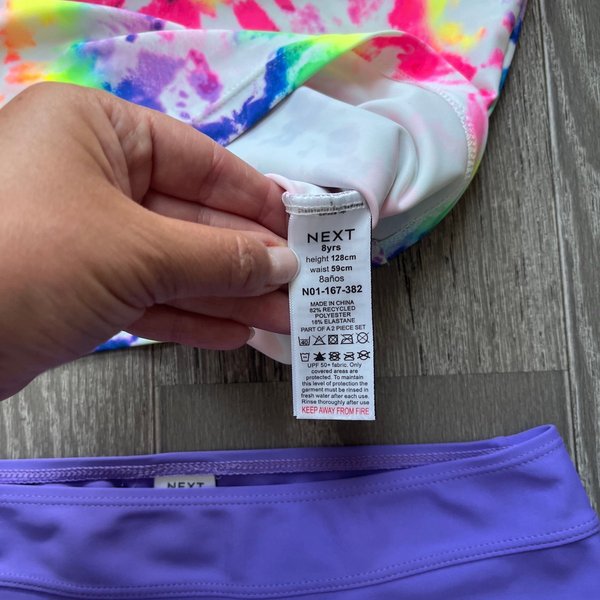 NEXT
8yrs
height 128cm
waist 59cm
8años
N01-167-382
MADE IN CHINA
82% RECYCLED
POLYESTER
18% ELASTANE
PART OF A 2 PIECE SET
UPF 50+ fabric. Only
covered areas are
protected. To maintain
this level of protection the
garment must be rinsed in
fresh water after each use.
Rinse thoroughly after use
KEEP AWAY FROM FIRE
NEXT